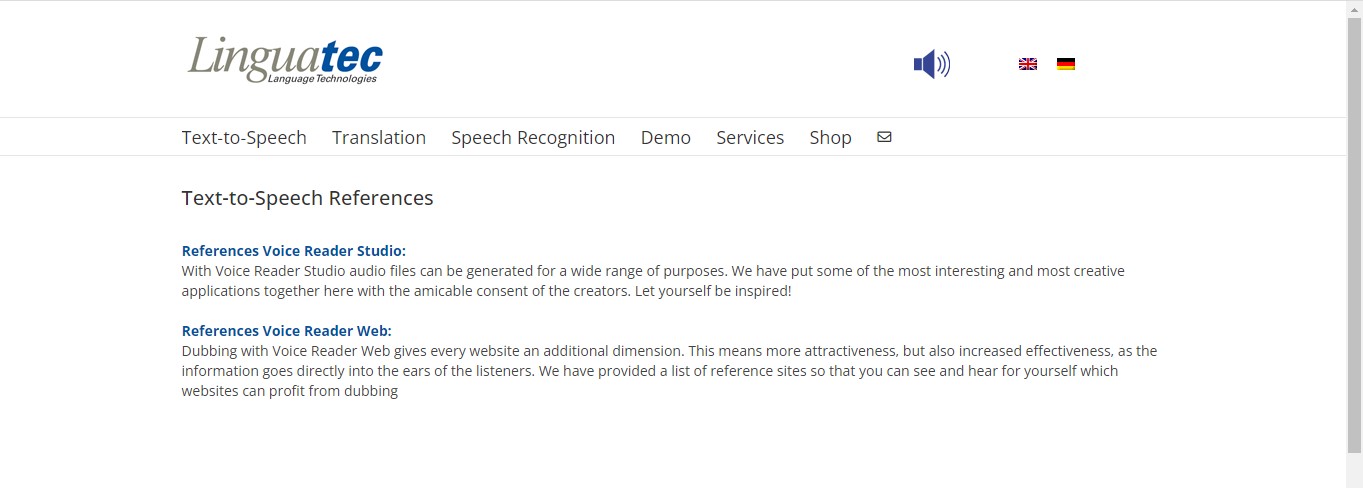 Linguatec
Language Technologies
Text-to-Speech Translation Speech Recognition Demo Services Shop
Text-to-Speech References
References Voice Reader Studio:
With Voice Reader Studio audio files can be generated for a wide range of purposes. We have put some of the most interesting and most creative
applications together here with the amicable consent of the creators. Let yourself be inspired!
References Voice Reader Web:
Dubbing with Voice Reader Web gives every website an additional dimension. This means more attractiveness, but also increased effectiveness, as the
information goes directly into the ears of the listeners. We have provided a list of reference sites so that you can see and hear for yourself which
websites can profit from dubbing